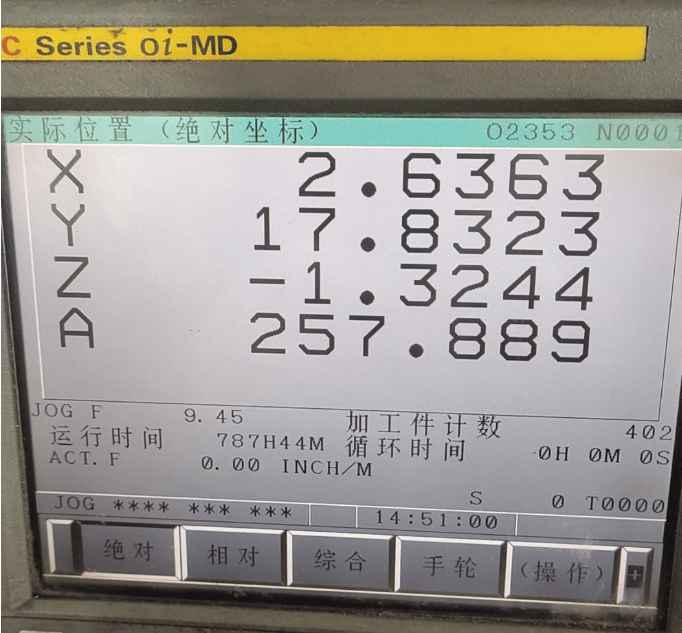 C Series Oi-MD
实际位置 (绝对坐标) O2353 N0001
X 2.6363
Y 17.8323
Z -1.3244
A 257.889
JOG F 9.45 加工件计数 402
运行时间 787H44M 循环时间 0H 0M 0S
ACT.F 0.00 INCH/M
S 0 T0000
JOG **** *** *** 14:51:00
绝对 相对 综合 手轮 (操作) +